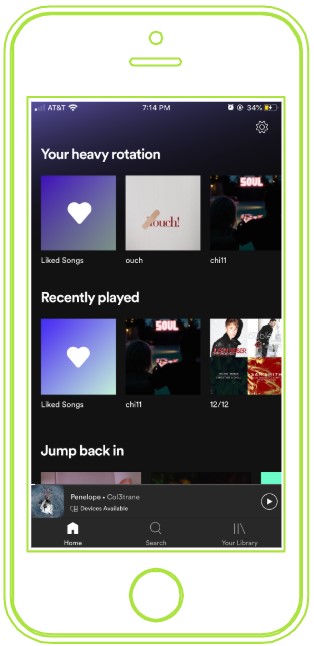 AT&T 7:14 PM 34%
Your heavy rotation
ouch!
SOUL
Liked Songs ouch chi11
Recently played
SOUL
Liked Songs chi11 12/12
Jump back in
Penelope • Col3trane
Devices Available
Home Search Your Library